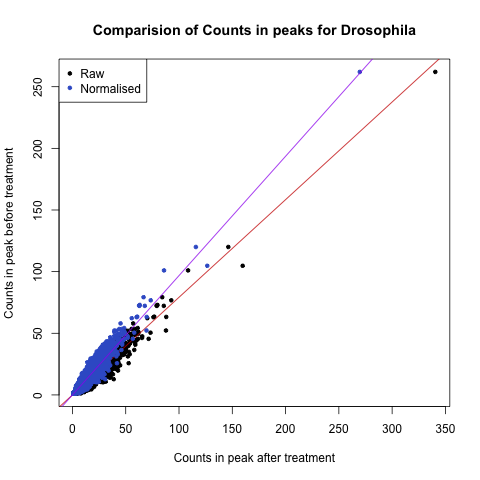 Comparision of Counts in peaks for Drosophila
Raw
Normalised
Counts in peak before treatment
0
50
100
150
200
250
0
50
100
150
200
250
300
350
Counts in peak after treatment